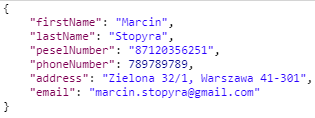 {
    "firstName": "Marcin",
    "lastName": "Stopyra",
    "peselNumber": "87120356251",
    "phoneNumber": 789789789,
    "address": "Zielona 32/1, Warszawa 41-301",
    "email": "marcin.stopyra@gmail.com"
}